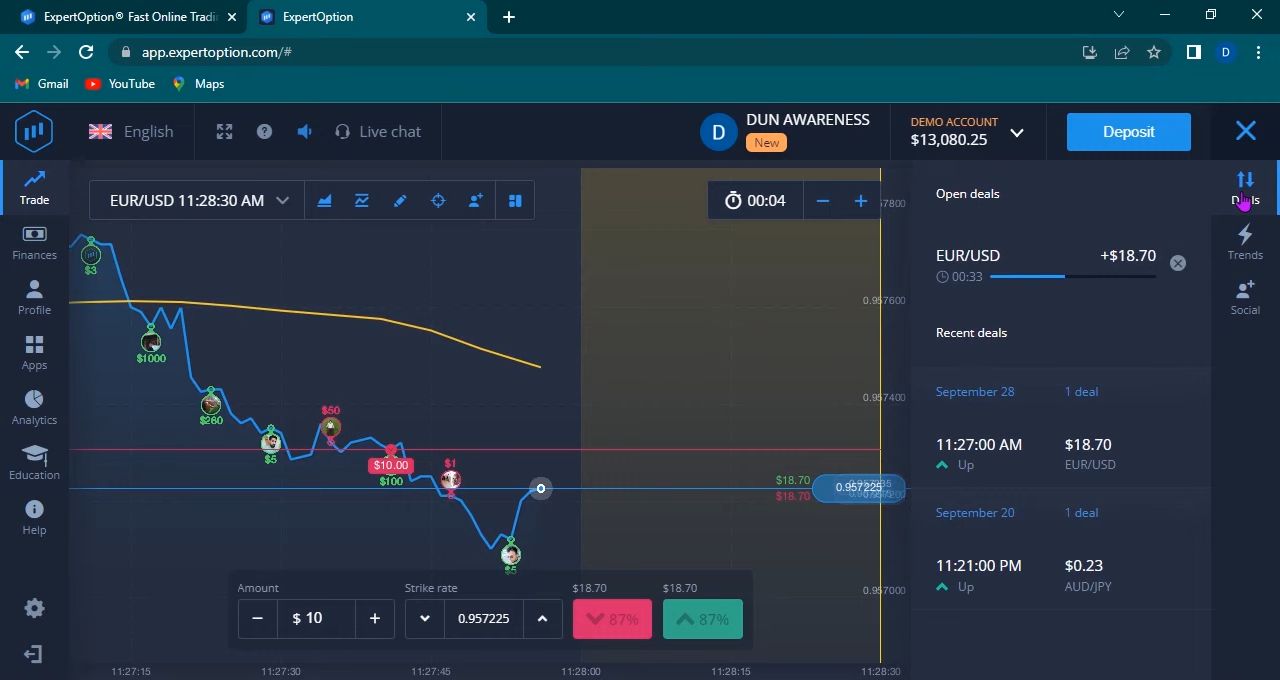 ExpertOption® Fast Online Tradin
ExpertOption
app.expertoption.com/#
D
Gmail
YouTube
Maps
English
Live chat
D
DUN AWARENESS
New
DEMO ACCOUNT
$13,080.25
Deposit
Trade
Finances
Profile
Apps
Analytics
Education
Help
EUR/USD 11:28:30 AM
00:04
$3
$1000
$260
$5
$50
$10.00
$100
$1
$5
0.957600
0.957400
$18.70
$18.70
0.957225
0.957000
Amount
$ 10
Strike rate
0.957225
$18.70
87%
$18.70
87%
11:27:15
11:27:30
11:27:45
11:28:00
11:28:15
11:28:30
Open deals
EUR/USD
+$18.70
00:33
Recent deals
September 28
1 deal
11:27:00 AM
$18.70
Up
EUR/USD
September 20
1 deal
11:21:00 PM
$0.23
Up
AUD/JPY
Deals
Trends
Social